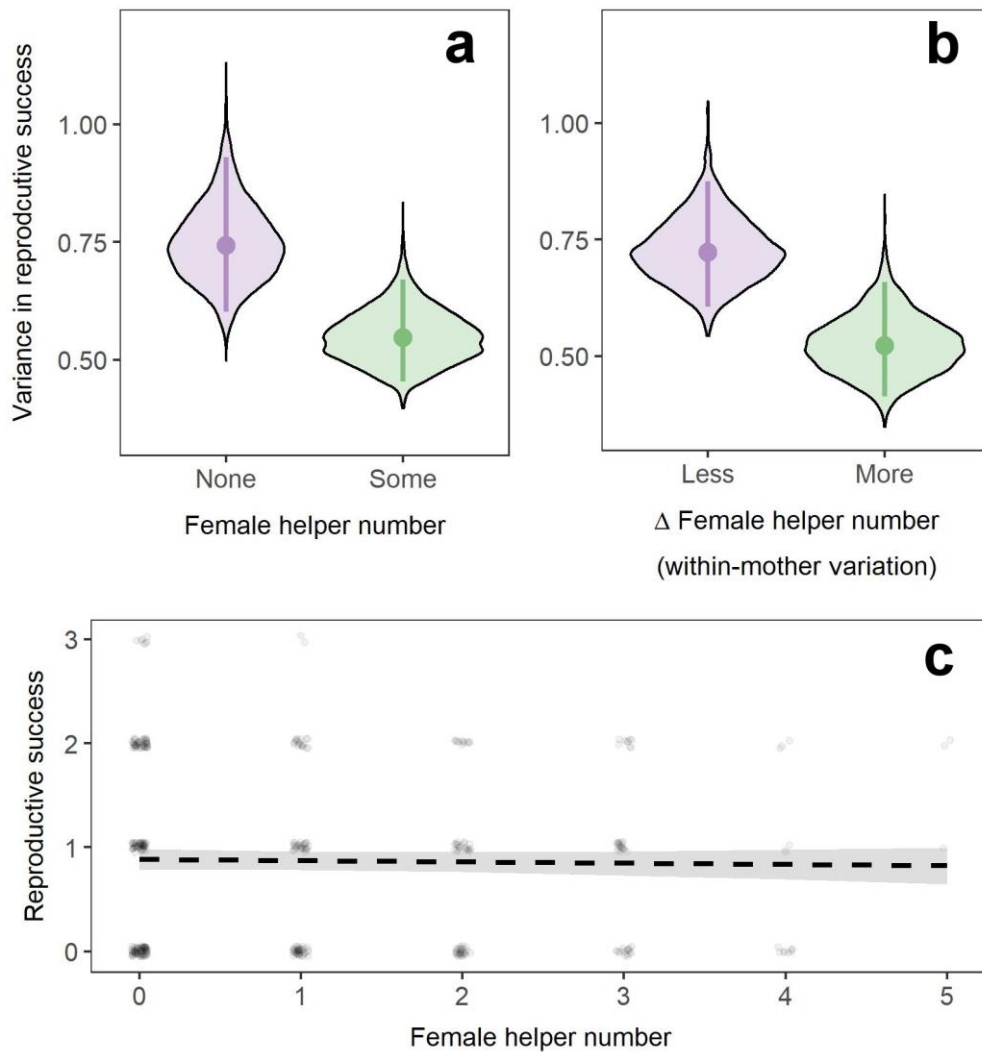 a
b
Variance in reprodcutive success
1.00
0.75
0.50
1.00
0.75
0.50
None Some
Less More
Female helper number
Δ Female helper number
(within-mother variation)
c
Reproductive success
3
2
1
0
0 1 2 3 4 5
Female helper number